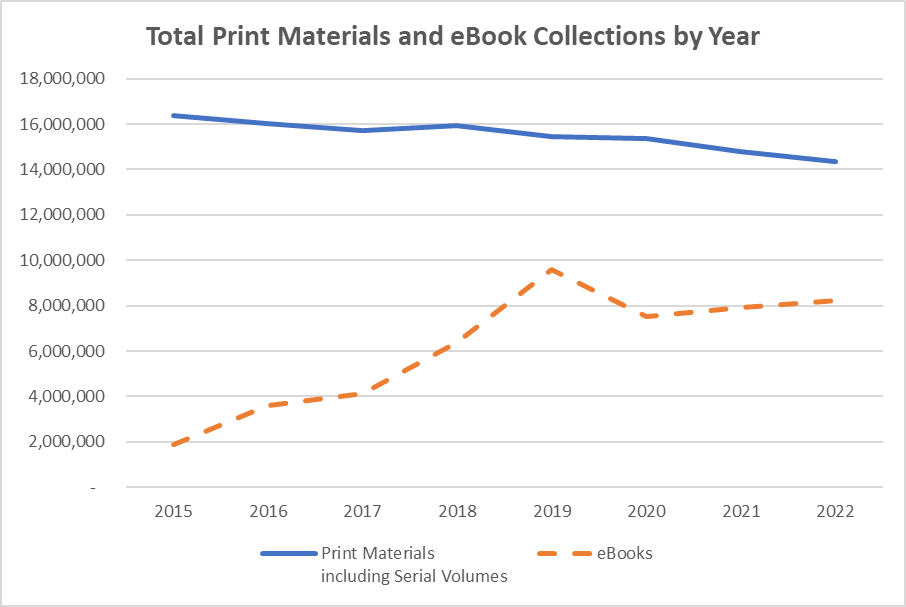 Total Print Materials and eBook Collections by Year
18,000,000
16,000,000
14,000,000
12,000,000
10,000,000
8,000,000
6,000,000
4,000,000
2,000,000
-
2015 2016 2017 2018 2019 2020 2021 2022
Print Materials eBooks
including Serial Volumes